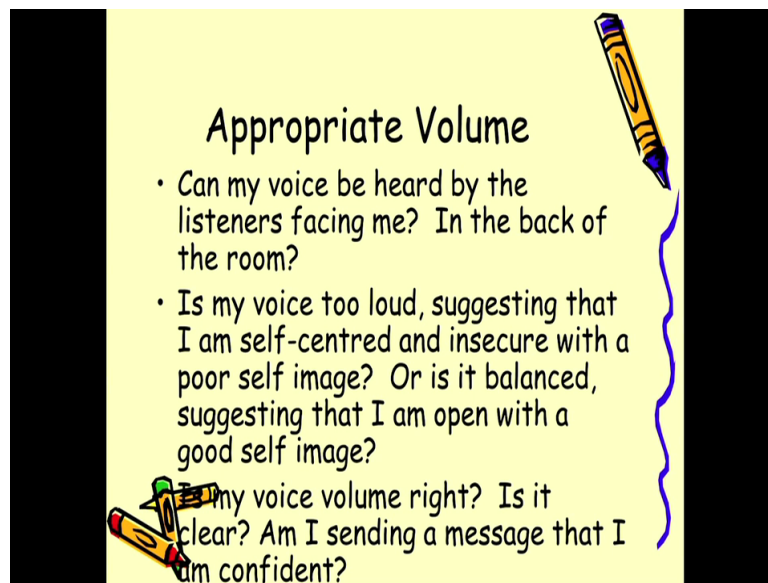 Appropriate Volume
• Can my voice be heard by the
listeners facing me?  In the back of
the room?
• Is my voice too loud, suggesting that
I am self-centred and insecure with a
poor self image?  Or is it balanced,
suggesting that I am open with a
good self image?
Is my voice volume right?  Is it
clear? Am I sending a message that I
am confident?